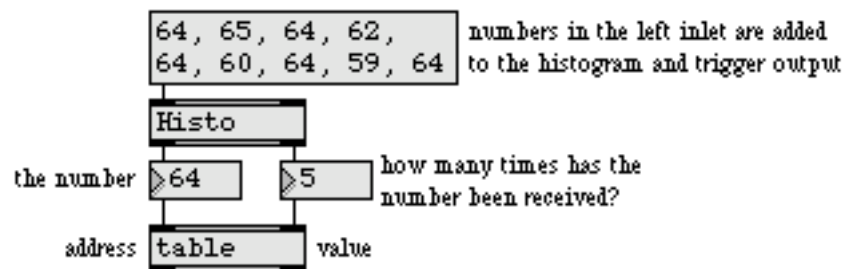 64, 65, 64, 62,
64, 60, 64, 59, 64
numbers in the left inlet are added
to the histogram and trigger output
Histo
the number
64
5
how many times has the
number been received?
address
table
value